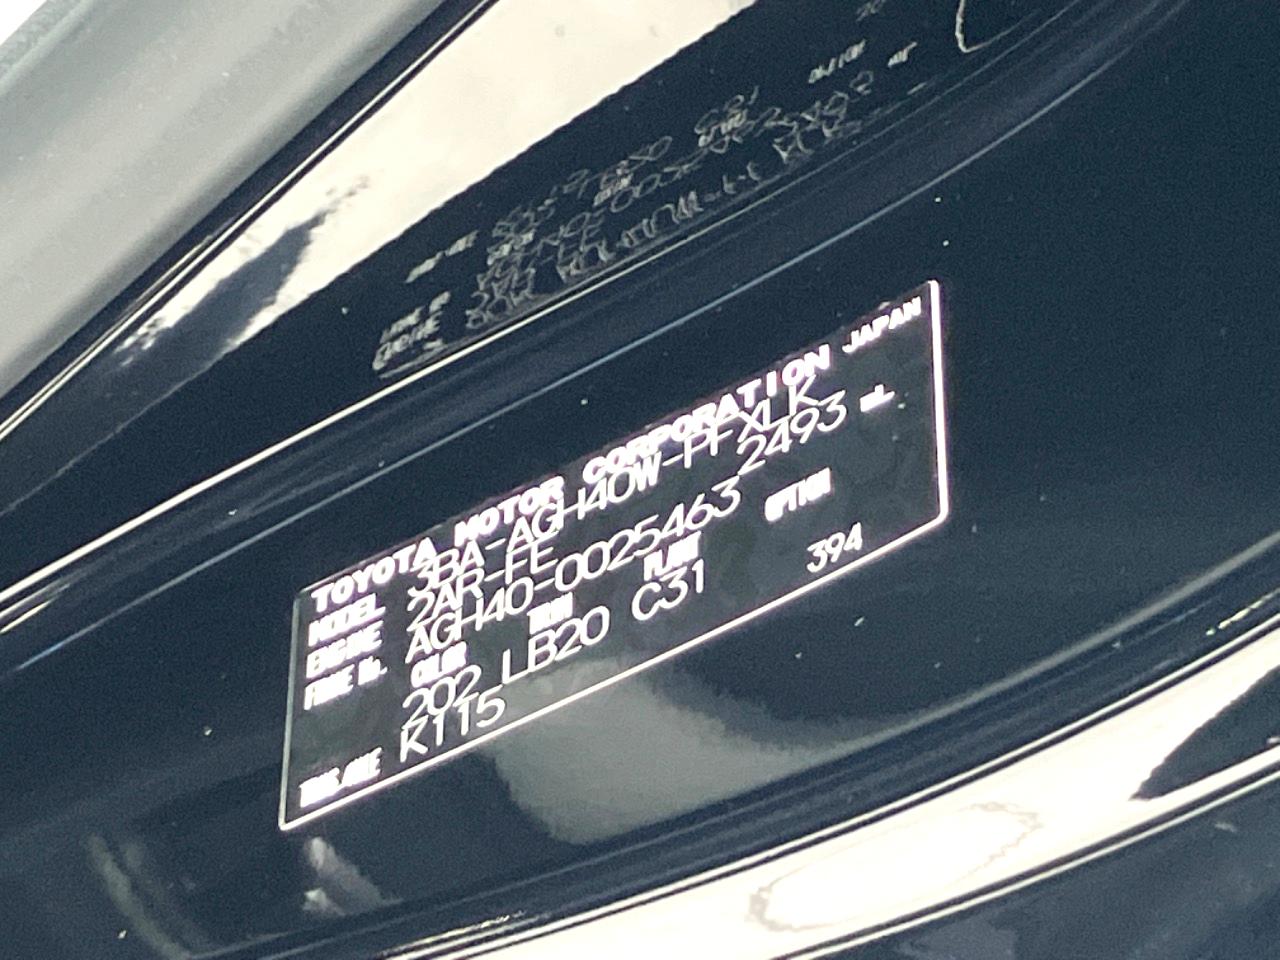 TOYOTA MOTOR CORPORATION JAPAN
MODEL 3BA-AGH40W-PFXLK
ENGINE 2AR-FE 2493 mL
FRAME No. AGH40-0025463
COLOR TRIM PLANT OPTION
202 LB20 C31 394
TRANS.AXLE K115